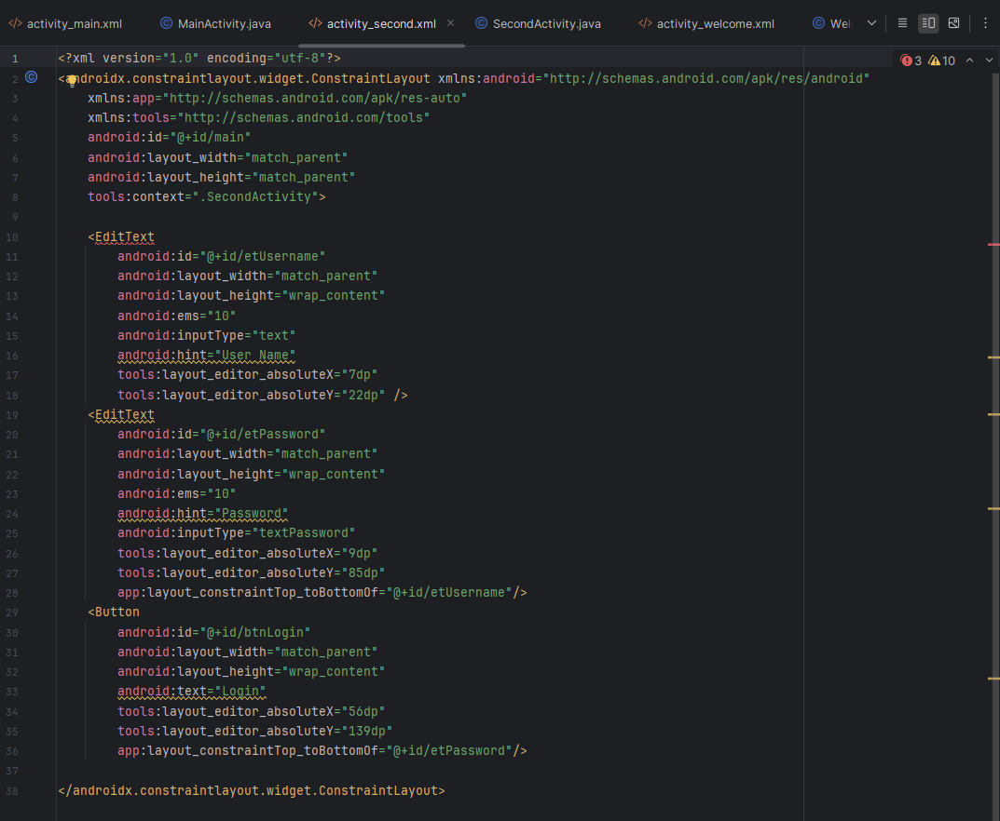 </> activity_main.xml © MainActivity.java </> activity_second.xml × © SecondActivity.java </> activity_welcome.xml © Wel
1 <?xml version="1.0" encoding="utf-8"?> 3 10
2 <androidx.constraintlayout.widget.ConstraintLayout xmlns:android="http://schemas.android.com/apk/res/android"
3 xmlns:app="http://schemas.android.com/apk/res-auto"
4 xmlns:tools="http://schemas.android.com/tools"
5 android:id="@+id/main"
6 android:layout_width="match_parent"
7 android:layout_height="match_parent"
8 tools:context=".SecondActivity">
9
10 <EditText
11 android:id="@+id/etUsername"
12 android:layout_width="match_parent"
13 android:layout_height="wrap_content"
14 android:ems="10"
15 android:inputType="text"
16 android:hint="User Name"
17 tools:layout_editor_absoluteX="7dp"
18 tools:layout_editor_absoluteY="22dp" />
19 <EditText
20 android:id="@+id/etPassword"
21 android:layout_width="match_parent"
22 android:layout_height="wrap_content"
23 android:ems="10"
24 android:hint="Password"
25 android:inputType="textPassword"
26 tools:layout_editor_absoluteX="9dp"
27 tools:layout_editor_absoluteY="85dp"
28 app:layout_constraintTop_toBottomOf="@+id/etUsername"/>
29 <Button
30 android:id="@+id/btnLogin"
31 android:layout_width="match_parent"
32 android:layout_height="wrap_content"
33 android:text="Login"
34 tools:layout_editor_absoluteX="56dp"
35 tools:layout_editor_absoluteY="139dp"
36 app:layout_constraintTop_toBottomOf="@+id/etPassword"/>
37
38 </androidx.constraintlayout.widget.ConstraintLayout>